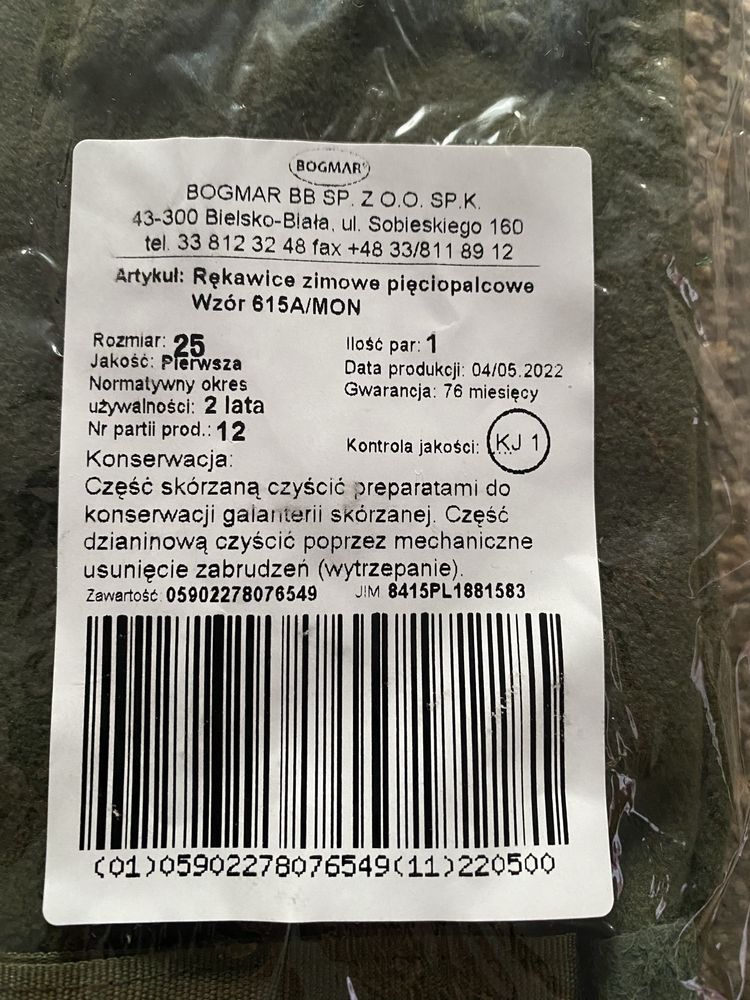 BOGMAR
BOGMAR BB SP. Z O.O. SP.K.
43-300 Bielsko-Biała, ul. Sobieskiego 160
tel. 33 812 32 48 fax +48 33/811 89 12
Artykuł: Rękawice zimowe pięciopalcowe
Wzór 615A/MON
Rozmiar: 25
Jakość: Pierwsza
Normatywny okres
używalności: 2 lata
Nr partii prod.: 12
Ilość par: 1
Data produkcji: 04/05.2022
Gwarancja: 76 miesięcy
Kontrola jakości: KJ 1
Konserwacja:
Część skórzaną czyścić preparatami do
konserwacji galanterii skórzanej. Część
dzianinową czyścić poprzez mechaniczne
usunięcie zabrudzeń (wytrzepanie).
Zawartość 05902278076549 JIM 8415PL1881583
(01)05902278076549(11)220500